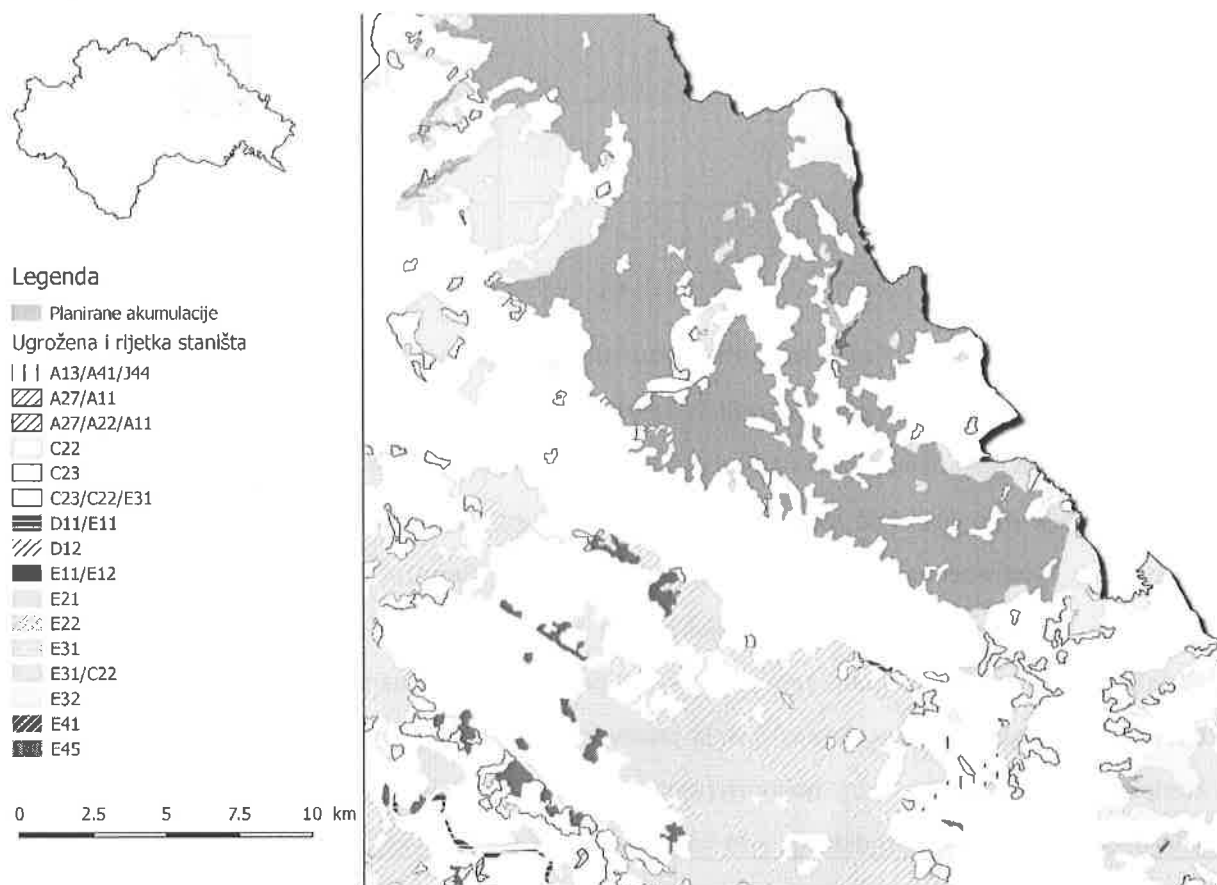 Legenda
Planirane akumulacije
Ugrožena i rijetka staništa
A13/A41/J44
A27/A11
A27/A22/A11
C22
C23
C23/C22/E31
D11/E11
D12
E11/E12
E21
E22
E31
E31/C22
E32
E41
E45
0 2.5 5 7.5 10 km